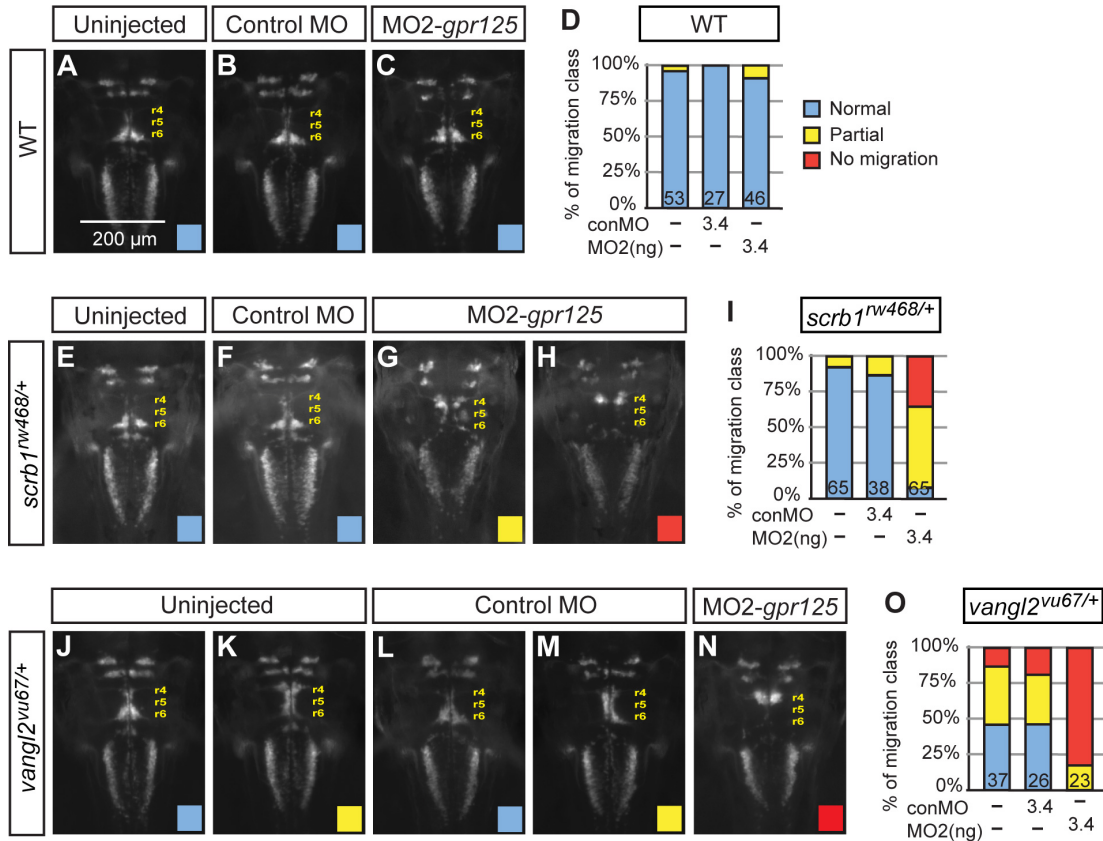 Uninjected Control MO MO2-gpr125 D WT
WT
A B C
r4 r4 r4
r5 r5 r5
r6 r6 r6
200 µm
% of migration class
100%
75%
50%
25%
0%
53 27 46
conMO – 3.4 –
MO2(ng) – – 3.4
Normal
Partial
No migration
Uninjected Control MO MO2-gpr125 I scrb1rw468/+
scrb1rw468/+
E F G H
r4 r4 r4 r4
r5 r5 r5 r5
r6 r6 r6 r6
% of migration class
100%
75%
50%
25%
0%
65 38 65
conMO – 3.4 –
MO2(ng) – – 3.4
Uninjected Control MO MO2-gpr125 O vangl2vu67/+
vangl2vu67/+
J K L M N
r4 r4 r4 r4 r4
r5 r5 r5 r5 r5
r6 r6 r6 r6 r6
% of migration class
100%
75%
50%
25%
0%
37 26 23
conMO – 3.4 –
MO2(ng) – – 3.4